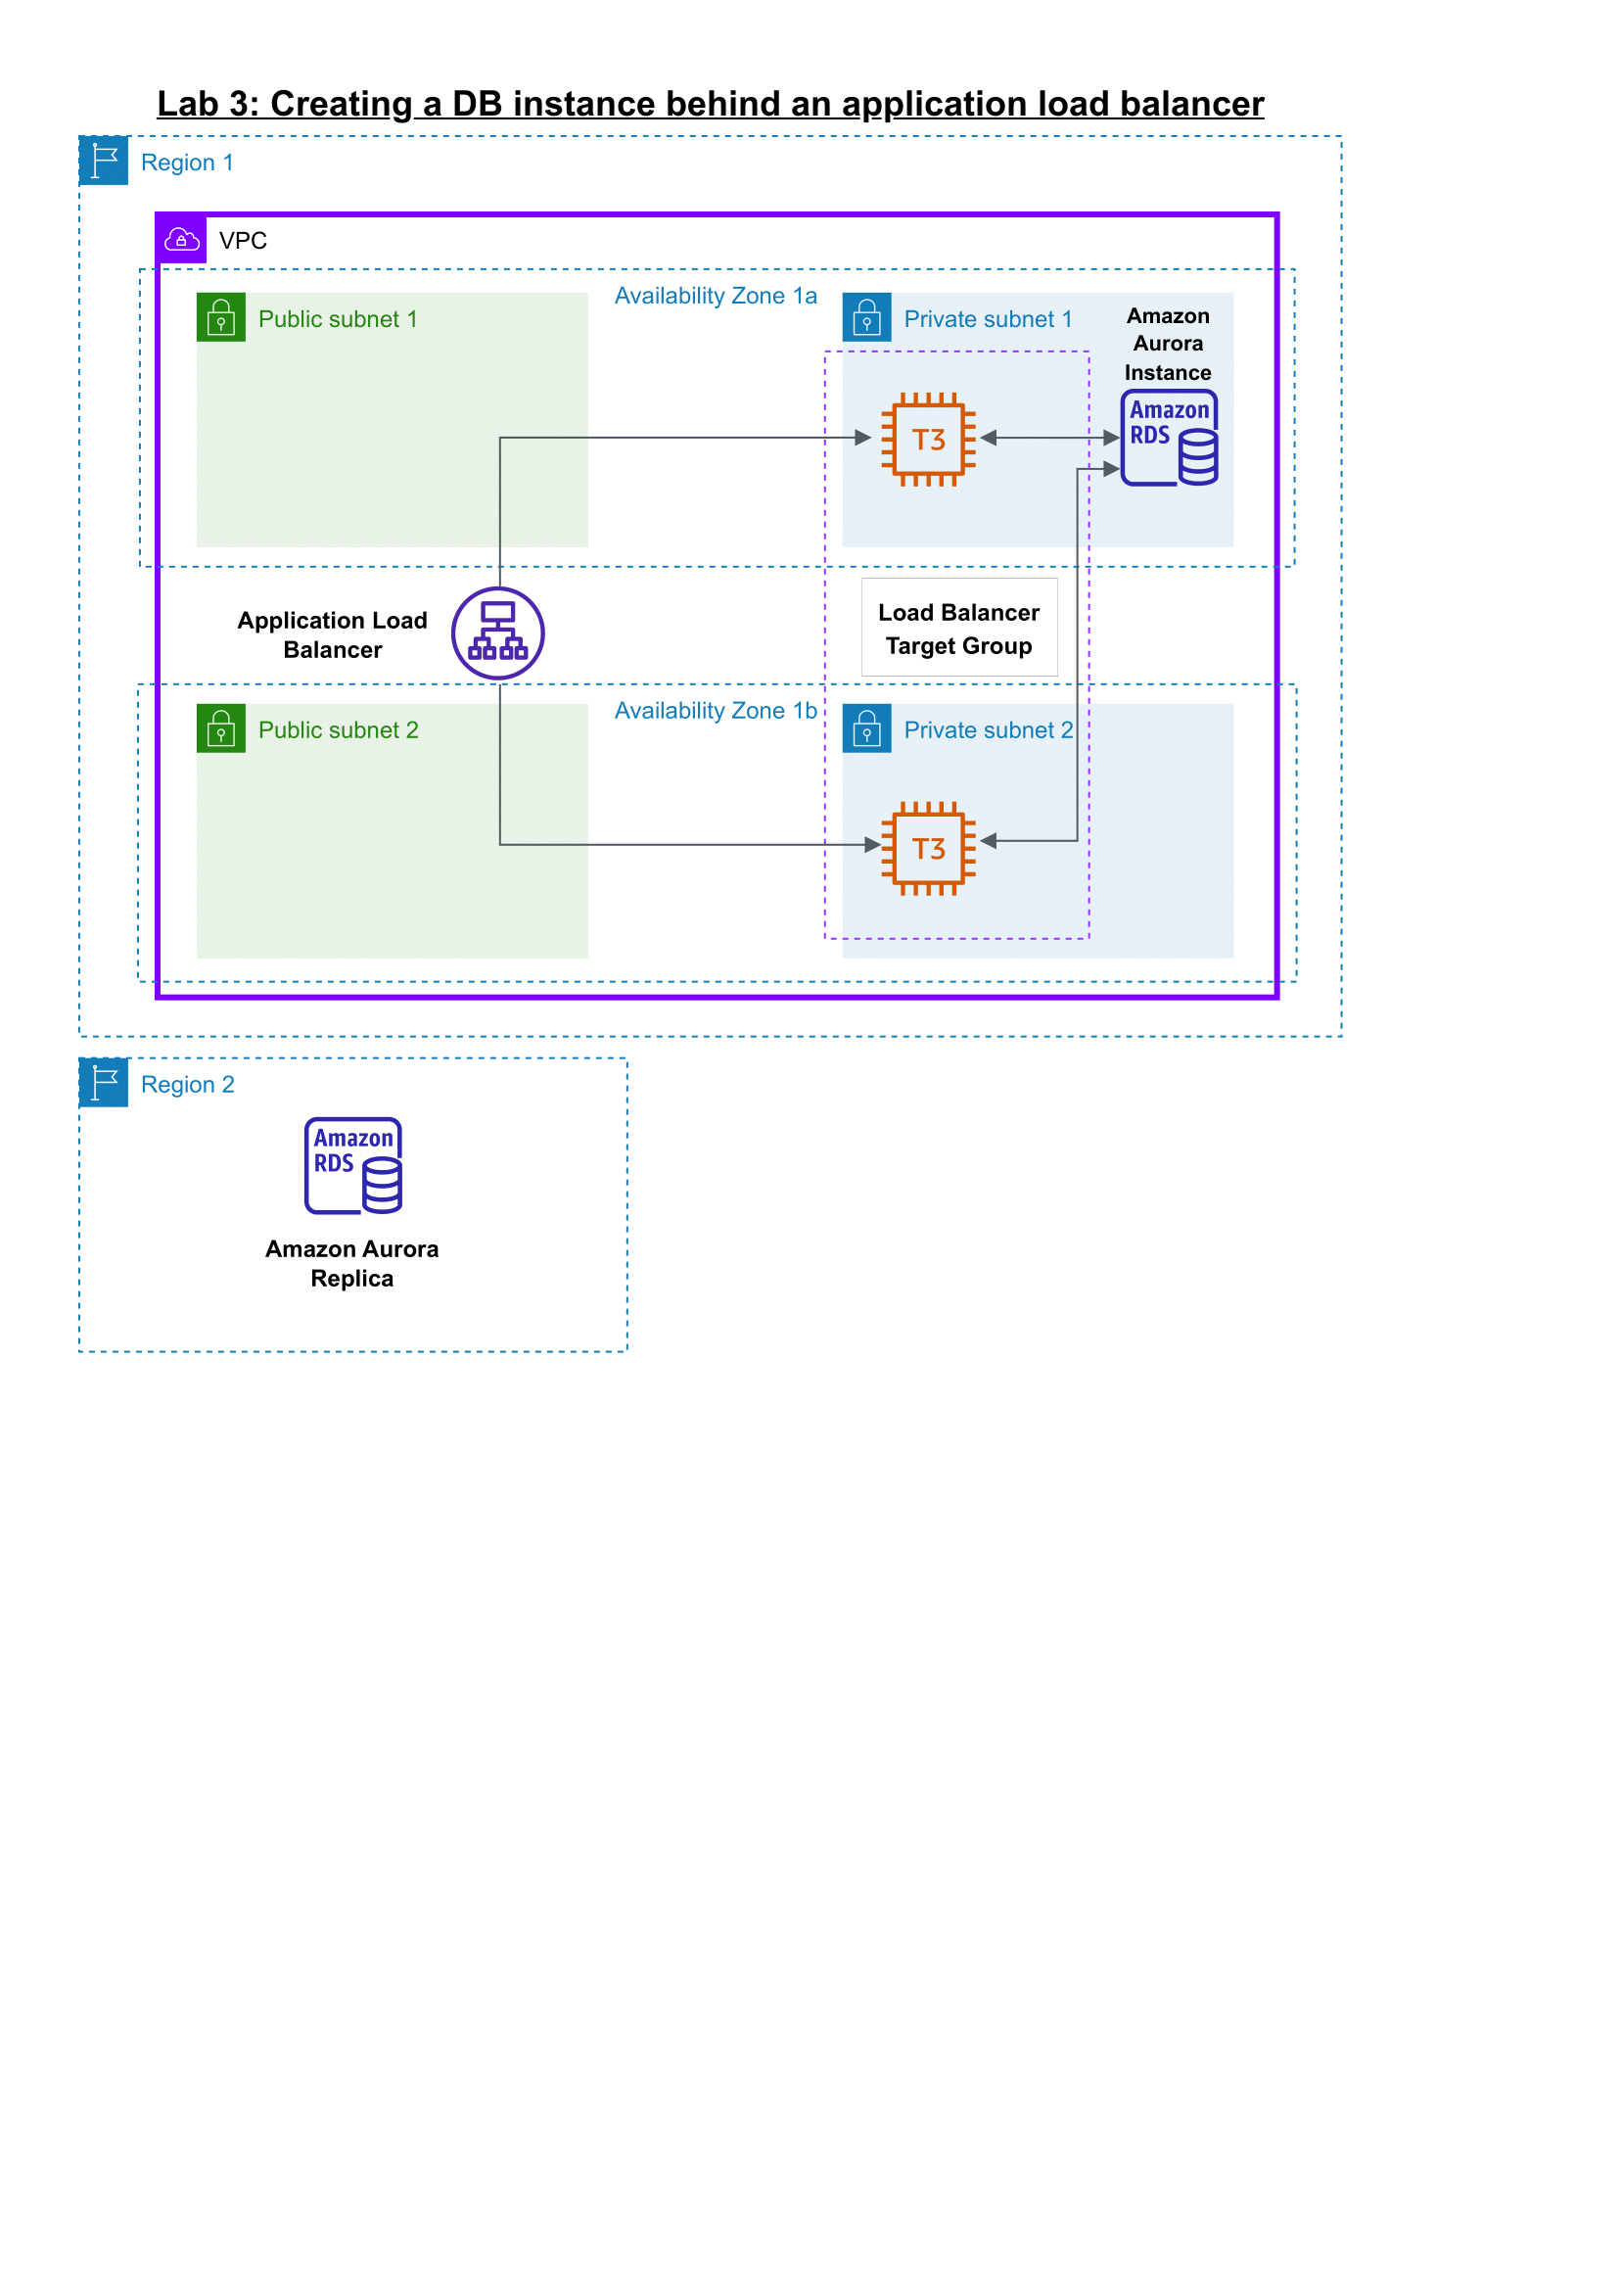 Lab 3: Creating a DB instance behind an application load balancer
Region 1
VPC
Availability Zone 1a
Public subnet 1
Private subnet 1
Amazon
Aurora
Instance
T3
Amazon
RDS
Application Load
Balancer
Load Balancer
Target Group
Availability Zone 1b
Public subnet 2
Private subnet 2
T3
Region 2
Amazon
RDS
Amazon Aurora
Replica